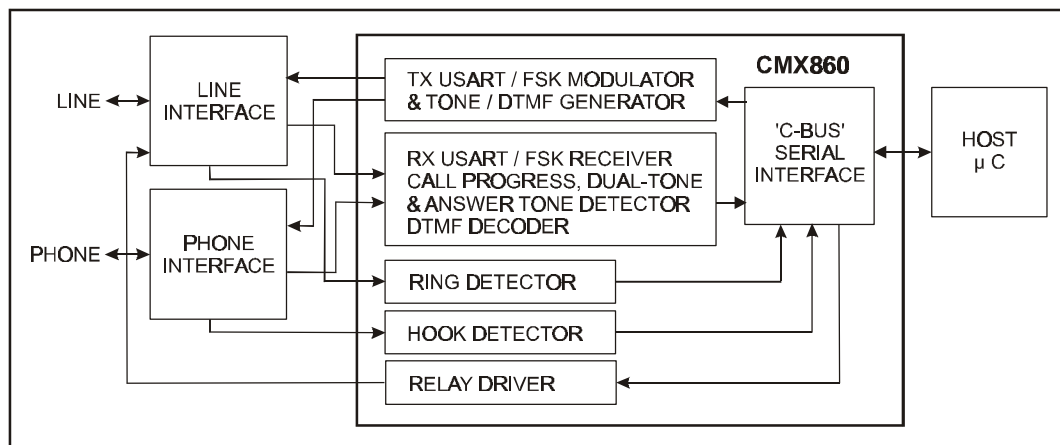 LINE
LINE
INTERFACE
PHONE
PHONE
INTERFACE
TX USART / FSK MODULATOR
& TONE / DTMF GENERATOR
RX USART / FSK RECEIVER
CALL PROGRESS, DUAL-TONE
& ANSWER TONE DETECTOR
DTMF DECODER
RING DETECTOR
HOOK DETECTOR
RELAY DRIVER
CMX860
'C-BUS'
SERIAL
INTERFACE
HOST
µ C